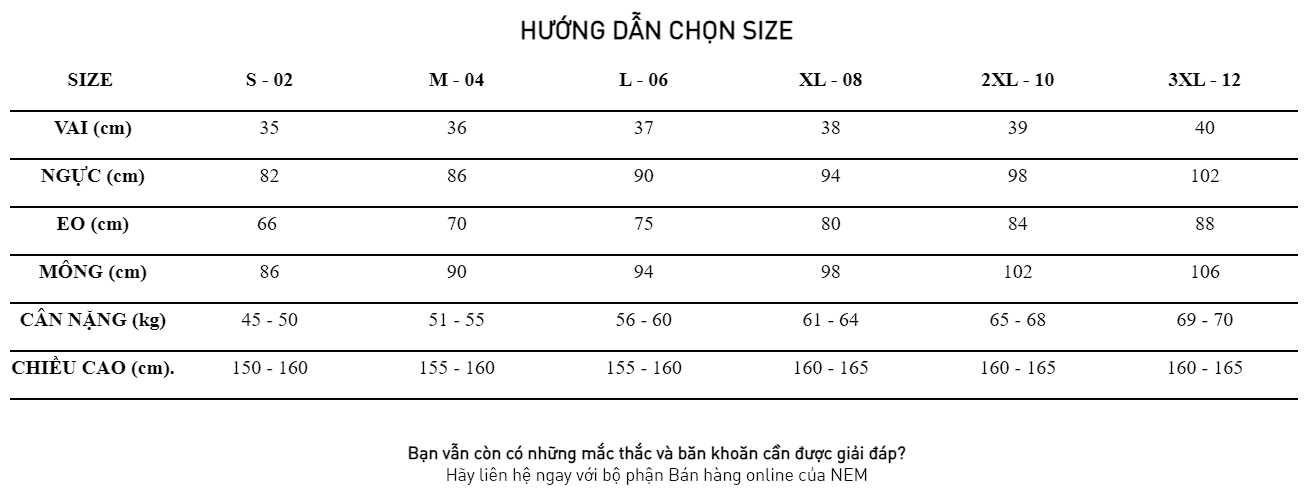 HƯỚNG DẪN CHỌN SIZE
SIZE S - 02 M - 04 L - 06 XL - 08 2XL - 10 3XL - 12
VAI (cm) 35 36 37 38 39 40
NGỰC (cm) 82 86 90 94 98 102
EO (cm) 66 70 75 80 84 88
MÔNG (cm) 86 90 94 98 102 106
CÂN NẶNG (kg) 45 - 50 51 - 55 56 - 60 61 - 64 65 - 68 69 - 70
CHIỀU CAO (cm). 150 - 160 155 - 160 155 - 160 160 - 165 160 - 165 160 - 165
Bạn vẫn còn có những mắc thắc và băn khoăn cần được giải đáp?
Hãy liên hệ ngay với bộ phận Bán hàng online của NEM